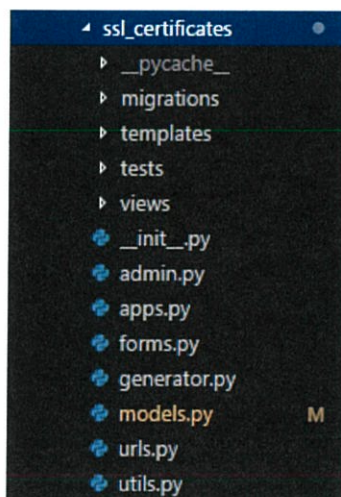 ssl_certificates
__pycache__
migrations
templates
tests
views
__init__.py
admin.py
apps.py
forms.py
generator.py
models.py M
urls.py
utils.py